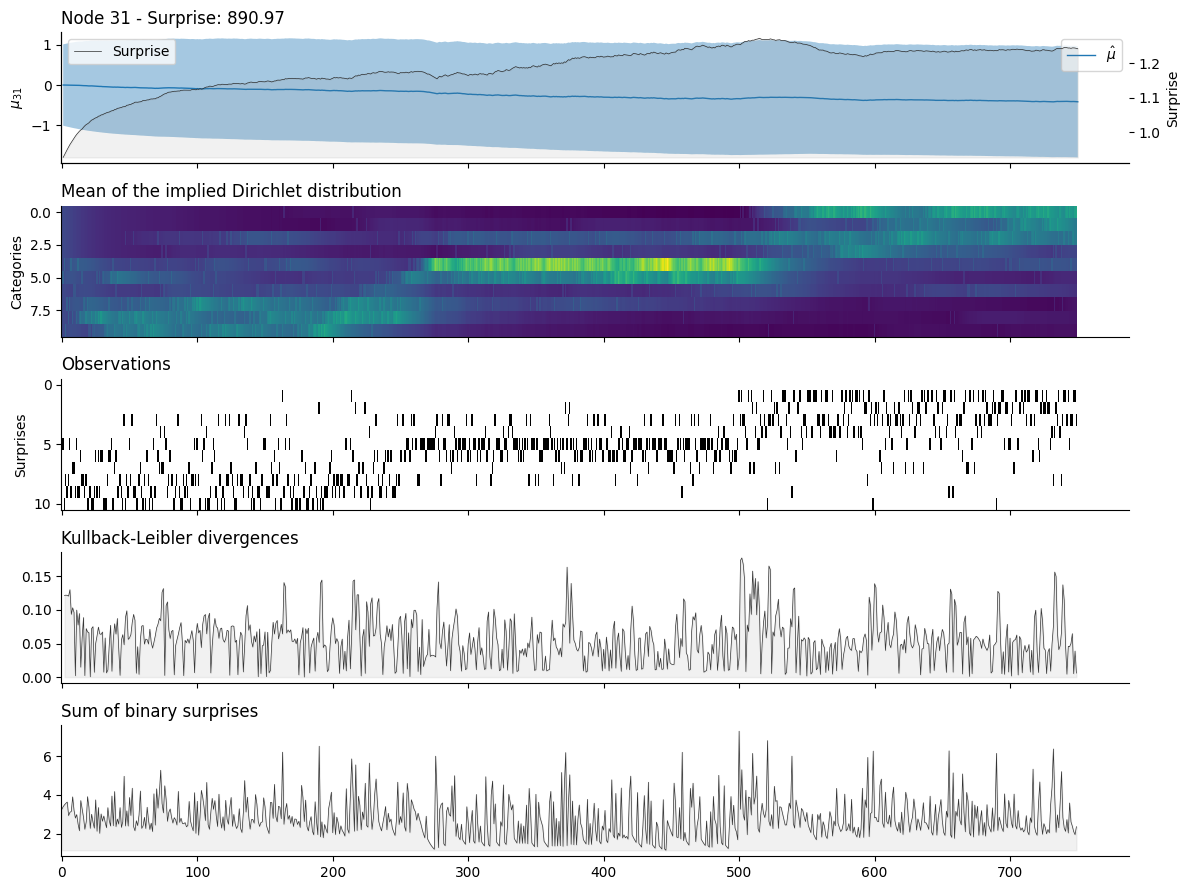 Node 31 - Surprise: 890.97
1
0
−1
μ31
Surprise
μ̂
1.2
1.1
1.0
Surprise
Mean of the implied Dirichlet distribution
0.0
2.5
5.0
7.5
Categories
Observations
0
5
10
Surprises
Kullback-Leibler divergences
0.15
0.10
0.05
0.00
Sum of binary surprises
6
4
2
0 100 200 300 400 500 600 700